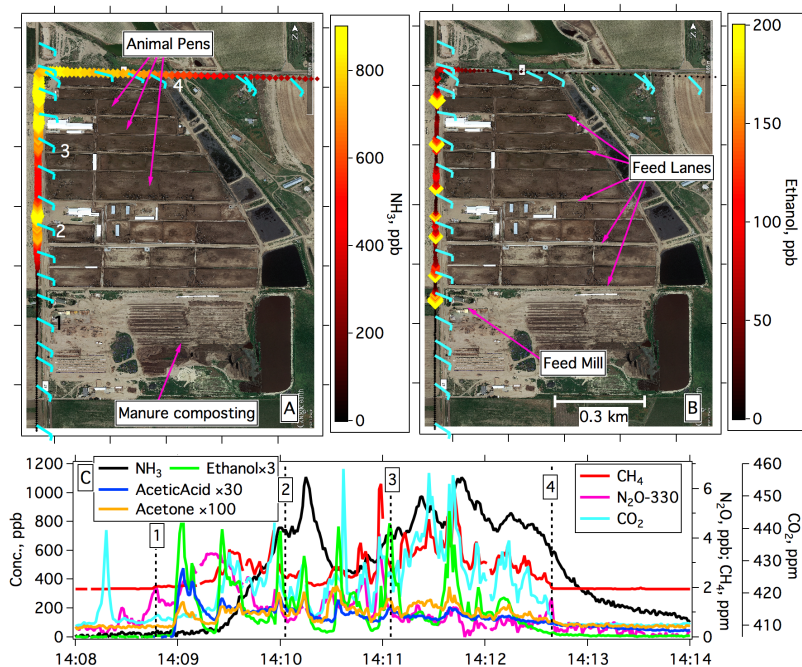 Animal Pens
4
3
2
1
Manure composting
A
800
600
400
200
0
NH₃, ppb
B
Feed Lanes
Feed Mill
0.3 km
200
150
100
50
0
Ethanol, ppb
C
NH₃ Ethanol×3
AceticAcid ×30
Acetone ×100
CH₄
N₂O-330
CO₂
1
2
3
4
1200
1000
800
600
400
200
0
Conc., ppb
6
4
2
0
N₂O, ppb; CH₄, ppm
460
450
440
430
420
410
CO₂, ppm
14:08 14:09 14:10 14:11 14:12 14:13 14:14